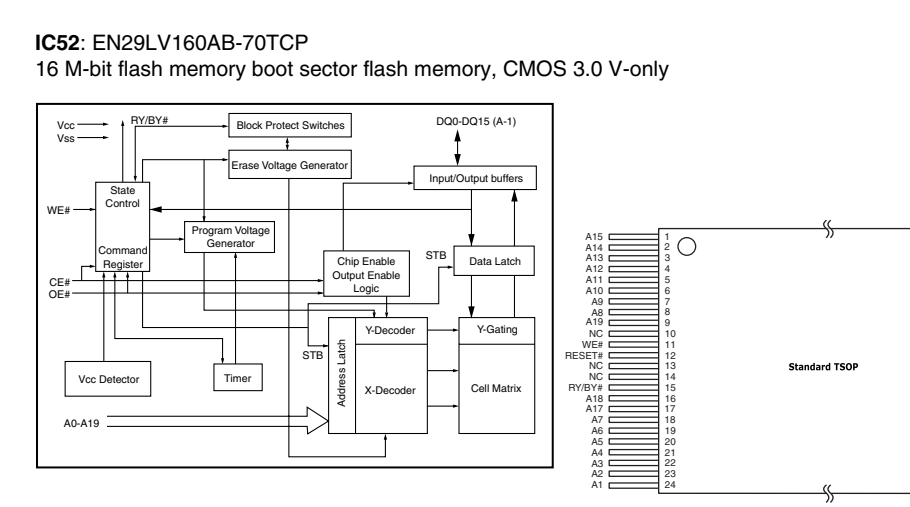 IC52: EN29LV160AB-70TCP
16 M-bit flash memory boot sector flash memory, CMOS 3.0 V-only
Vcc
Vss
RY/BY#
Block Protect Switches
DQ0-DQ15 (A-1)
Erase Voltage Generator
Input/Output buffers
State
Control
WE#
Program Voltage
Generator
Command
Register
Chip Enable
Output Enable
Logic
STB
Data Latch
CE#
OE#
Y-Decoder
Y-Gating
STB
Address Latch
Vcc Detector
Timer
X-Decoder
Cell Matrix
A0-A19
A15 1
A14 2
A13 3
A12 4
A11 5
A10 6
A9 7
A8 8
A19 9
NC 10
WE# 11
RESET# 12
NC 13
NC 14
RY/BY# 15
A18 16
A17 17
A7 18
A6 19
A5 20
A4 21
A3 22
A2 23
A1 24
Standard TSOP